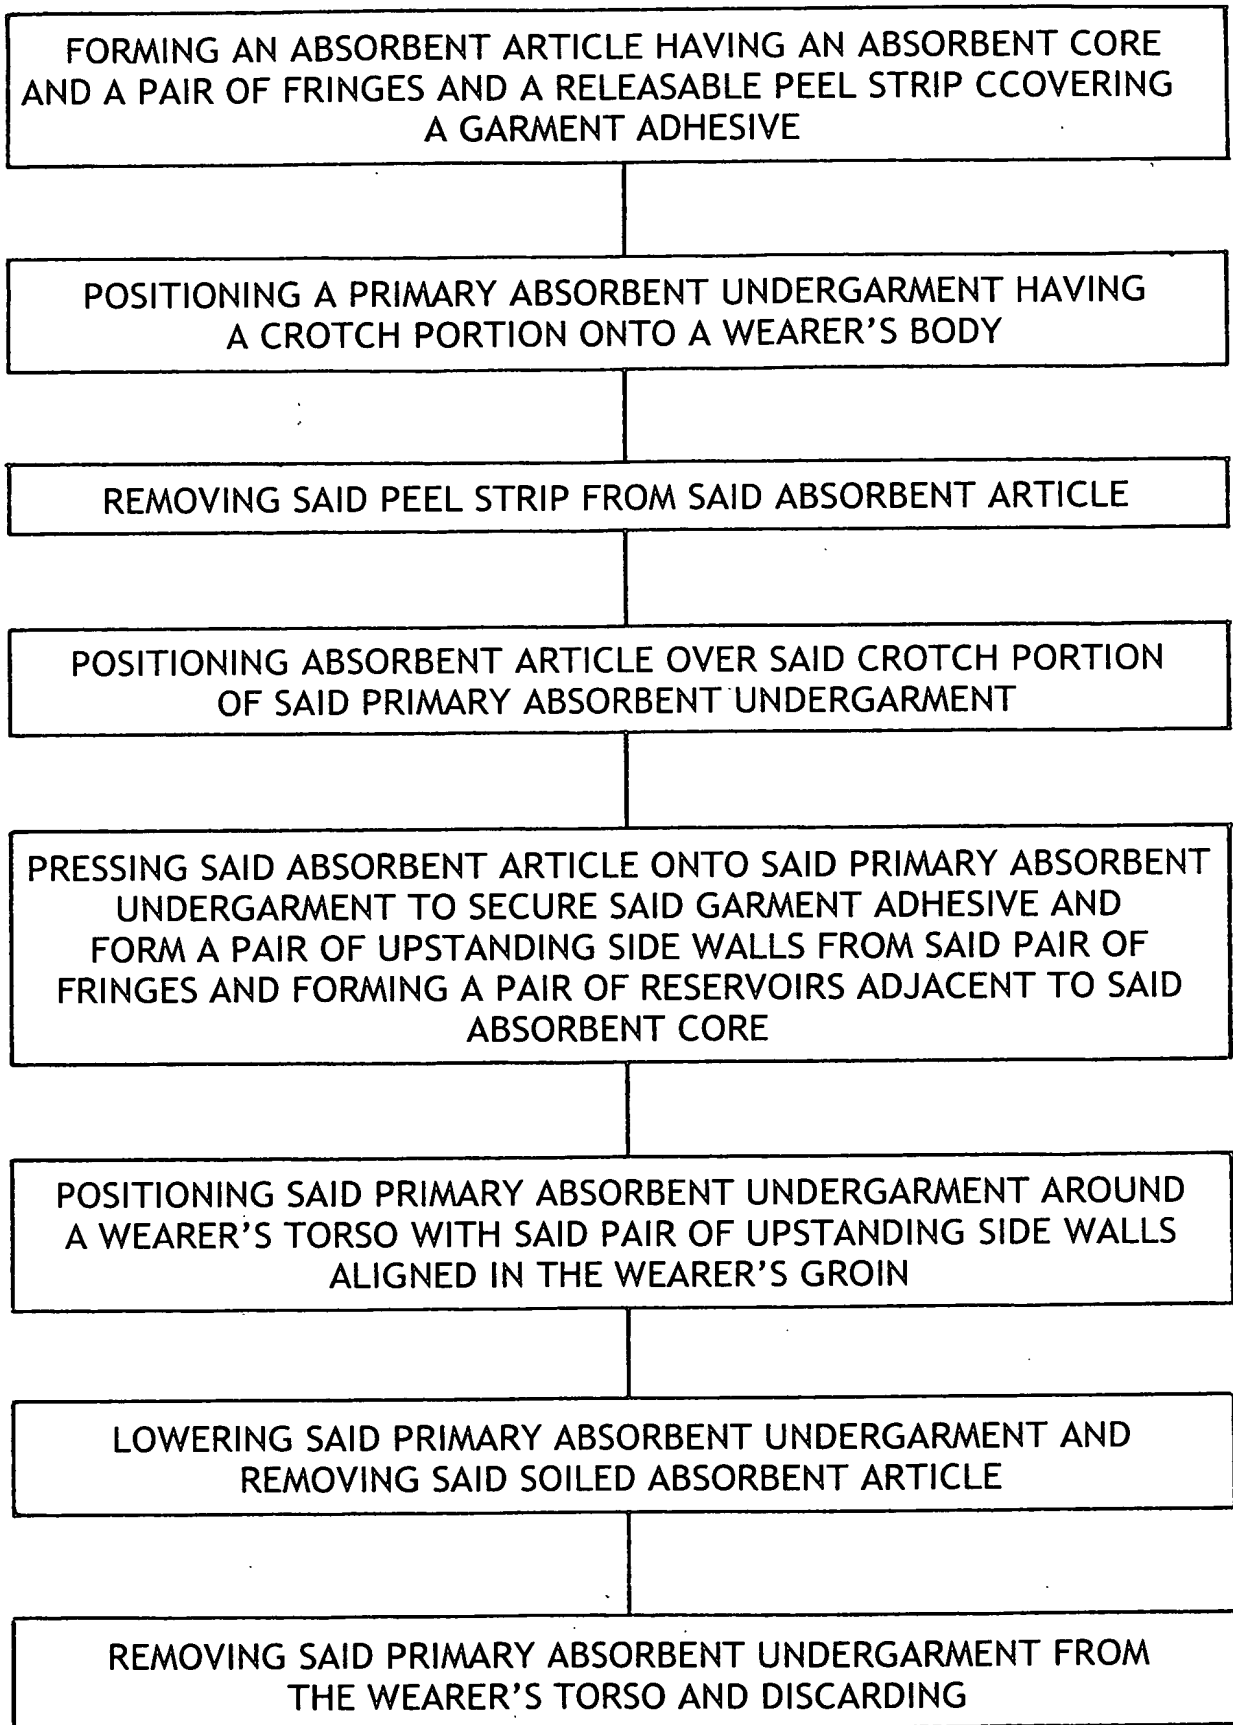 FORMING AN ABSORBENT ARTICLE HAVING AN ABSORBENT CORE
AND A PAIR OF FRINGES AND A RELEASABLE PEEL STRIP CCOVERING
A GARMENT ADHESIVE
POSITIONING A PRIMARY ABSORBENT UNDERGARMENT HAVING
A CROTCH PORTION ONTO A WEARER'S BODY
REMOVING SAID PEEL STRIP FROM SAID ABSORBENT ARTICLE
POSITIONING ABSORBENT ARTICLE OVER SAID CROTCH PORTION
OF SAID PRIMARY ABSORBENT UNDERGARMENT
PRESSING SAID ABSORBENT ARTICLE ONTO SAID PRIMARY ABSORBENT
UNDERGARMENT TO SECURE SAID GARMENT ADHESIVE AND
FORM A PAIR OF UPSTANDING SIDE WALLS FROM SAID PAIR OF
FRINGES AND FORMING A PAIR OF RESERVOIRS ADJACENT TO SAID
ABSORBENT CORE
POSITIONING SAID PRIMARY ABSORBENT UNDERGARMENT AROUND
A WEARER'S TORSO WITH SAID PAIR OF UPSTANDING SIDE WALLS
ALIGNED IN THE WEARER'S GROIN
LOWERING SAID PRIMARY ABSORBENT UNDERGARMENT AND
REMOVING SAID SOILED ABSORBENT ARTICLE
REMOVING SAID PRIMARY ABSORBENT UNDERGARMENT FROM
THE WEARER'S TORSO AND DISCARDING